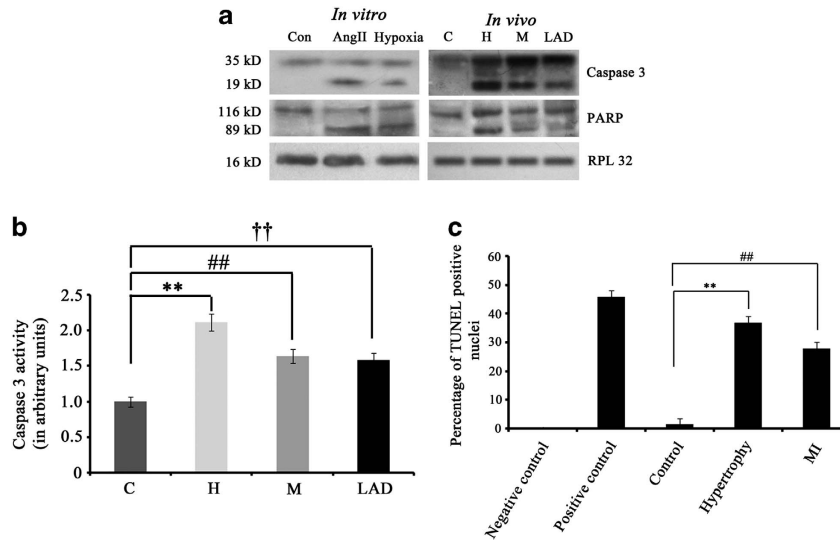 a
In vitro
In vivo
Con AngII Hypoxia
C H M LAD
35 kD
19 kD
Caspase 3
116 kD
89 kD
PARP
16 kD
RPL 32
b
††
##
**
Caspase 3 activity
(in arbitrary units)
2.5
2.0
1.5
1.0
0.5
0
C H M LAD
c
##
**
Percentage of TUNEL positive
nuclei
60
50
40
30
20
10
0
Negative control
Positive control
Control
Hypertrophy
MI